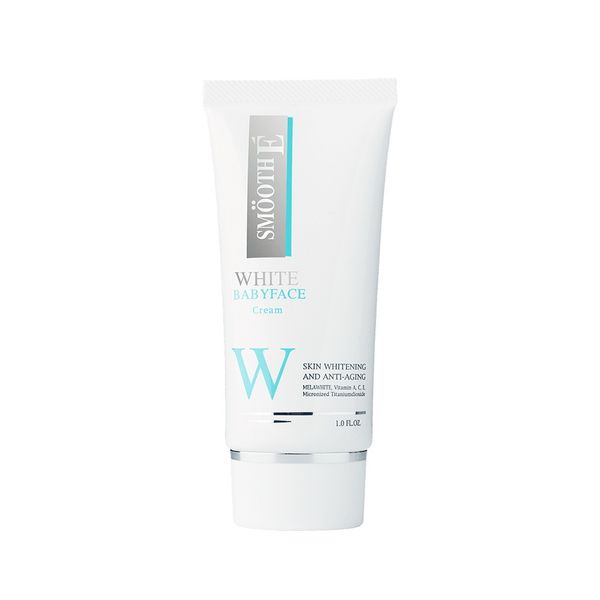 SMÖOTH É
WHITE
BABYFACE
Cream
W
SKIN WHITENING
AND ANTI-AGING
MELAWHITE, Vitamin A, C, E,
Micronized Titaniumdioxide
1.0 FL.OZ.